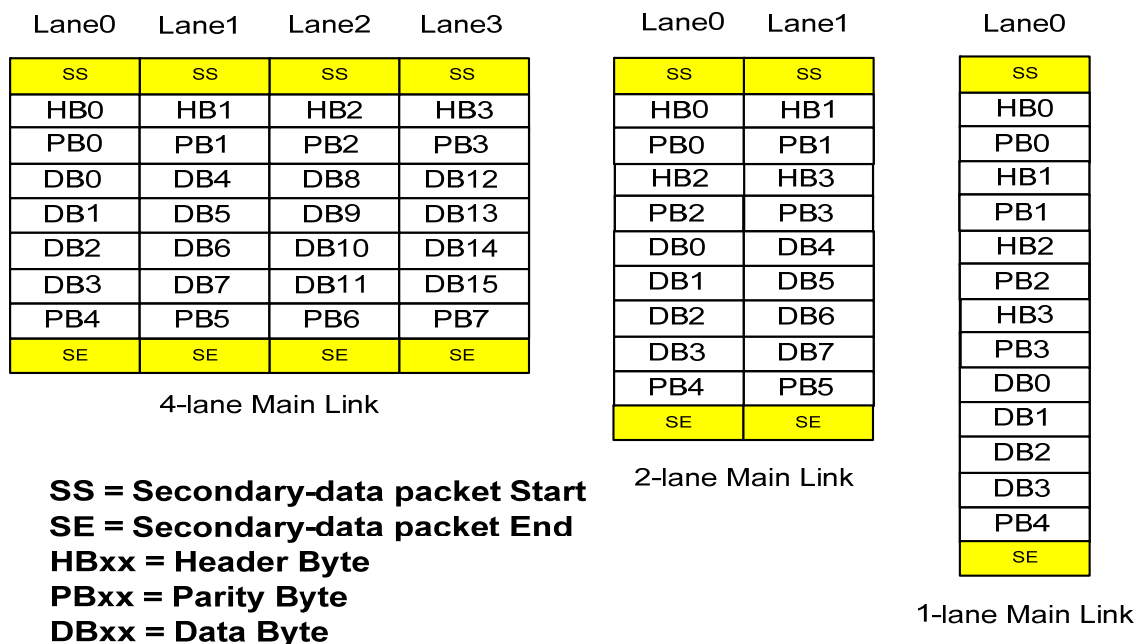 Lane0 Lane1 Lane2 Lane3
SS SS SS SS
HB0 HB1 HB2 HB3
PB0 PB1 PB2 PB3
DB0 DB4 DB8 DB12
DB1 DB5 DB9 DB13
DB2 DB6 DB10 DB14
DB3 DB7 DB11 DB15
PB4 PB5 PB6 PB7
SE SE SE SE
4-lane Main Link
Lane0 Lane1
SS SS
HB0 HB1
PB0 PB1
HB2 HB3
PB2 PB3
DB0 DB4
DB1 DB5
DB2 DB6
DB3 DB7
PB4 PB5
SE SE
2-lane Main Link
Lane0
SS
HB0
PB0
HB1
PB1
HB2
PB2
HB3
PB3
DB0
DB1
DB2
DB3
PB4
SE
1-lane Main Link
SS = Secondary-data packet Start
SE = Secondary-data packet End
HBxx = Header Byte
PBxx = Parity Byte
DBxx = Data Byte